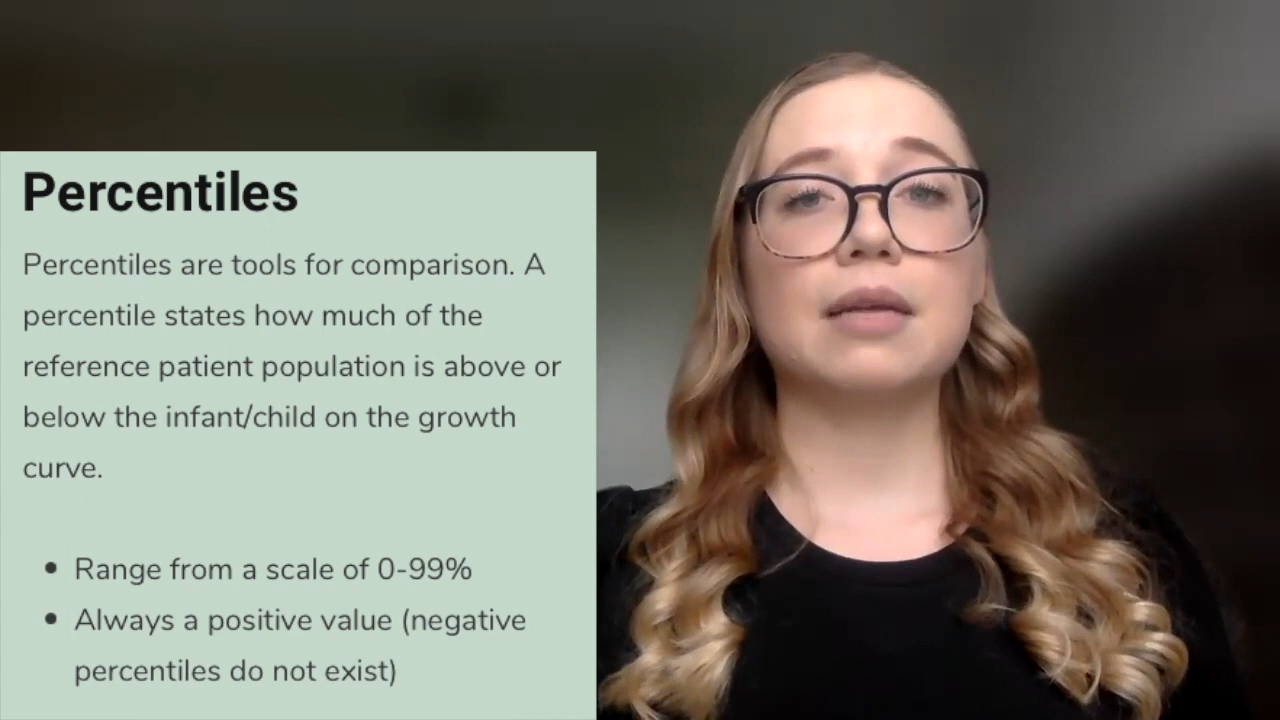 Percentiles
Percentiles are tools for comparison. A
percentile states how much of the
reference patient population is above or
below the infant/child on the growth
curve.
• Range from a scale of 0-99%
• Always a positive value (negative
percentiles do not exist)